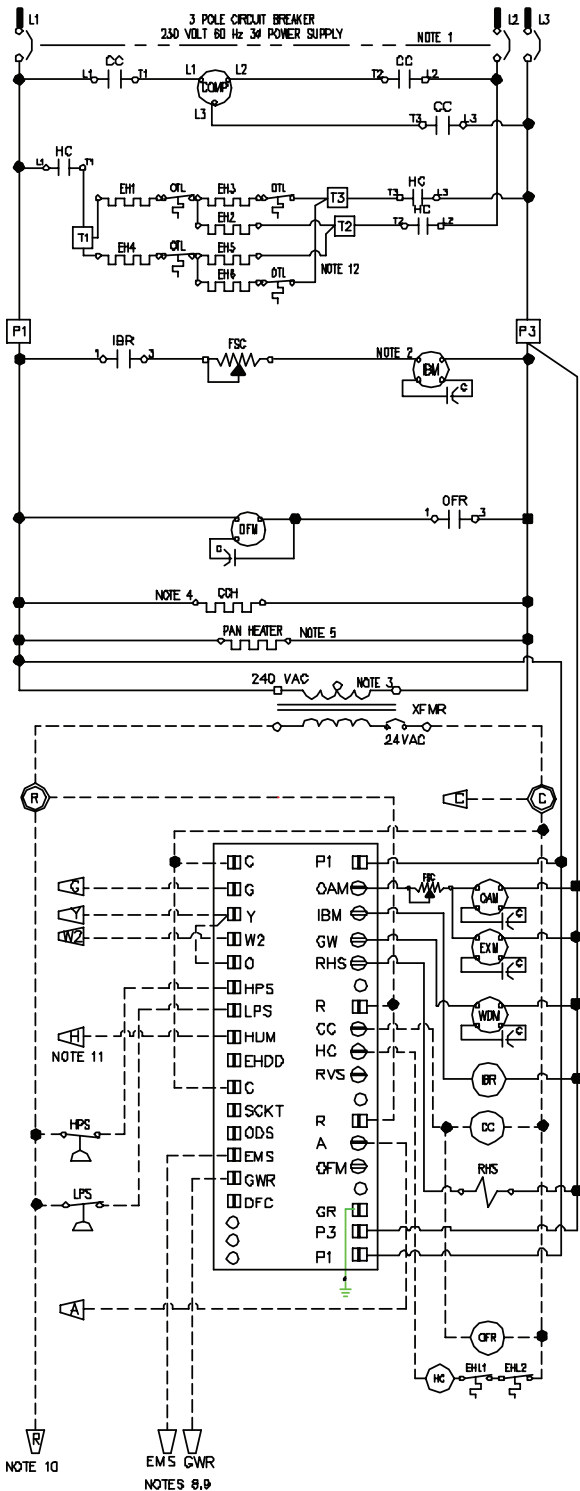 L1
3 POLE CIRCUIT BREAKER
230 VOLT 60 Hz 3Ø POWER SUPPLY
NOTE 1
L2
L3
CC
L1 T1
L1 COMP L2
L3
CC
T2 L2
CC
T3 L3
HC
L1 T1
EH1 OTL EH3 OTL
T3
HC
T3 L3
EH2
T2
HC
T2 L2
T1
EH4 OTL EH5
NOTE 12
EH6 OTL
P1
P3
IBR
1 3
FSC
NOTE 2
IBM
C
OFR
1 3
OFM
NOTE 4 CCH
PAN HEATER NOTE 5
240 VAC NOTE 3
XFMR
24VAC
R
C
C
C P1
G G OAM FSC OAM
C
Y Y IBM
W2 W2 GW EXM
C
O RHS
HPS
LPS R WDM
C
H HUM CC
NOTE 11
EHDD HC
C RVS IBR
SCKT R
HPS ODS A CC
EMS OFM
GWR RHS
LPS DFC GR
P3
P1
A
OFR
HC EHL1 EHL2
R
NOTE 10
EMS GWR
NOTES 8,9